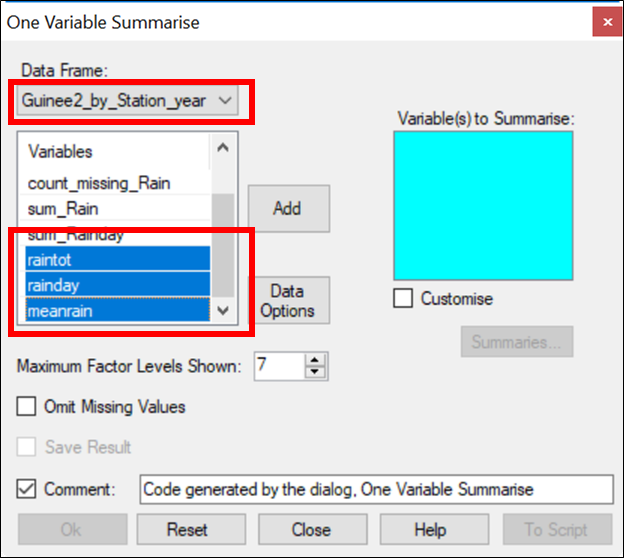 One Variable Summarise
Data Frame:
Guinee2_by_Station_year
Variables
count_missing_Rain
sum_Rain
sum_Rainday
raintot
rainday
meanrain
Add
Data
Options
Variable(s) to Summarise:
Customise
Summaries...
Maximum Factor Levels Shown: 7
Omit Missing Values
Save Result
Comment: Code generated by the dialog, One Variable Summarise
Ok Reset Close Help To Script